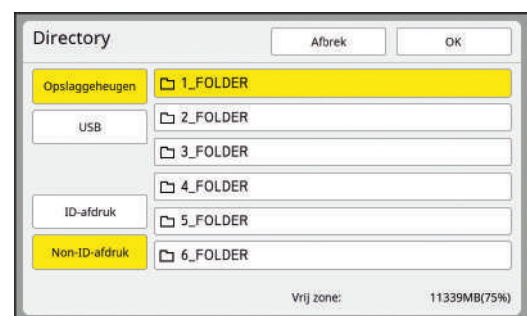 Directory Afbrek OK
Opslaggeheugen 1_FOLDER
USB 2_FOLDER
3_FOLDER
4_FOLDER
ID-afdruk 5_FOLDER
Non-ID-afdruk 6_FOLDER
Vrij zone: 11339MB(75%)